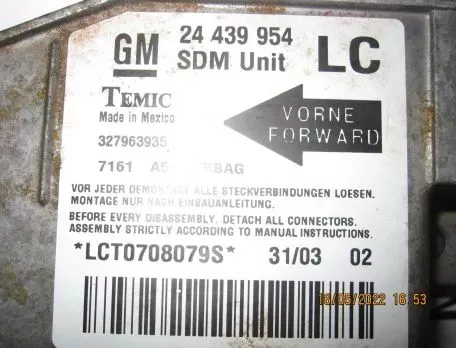 GM 24 439 954 LC
SDM Unit
TEMIC
Made in Mexico
VORNE
FORWARD
327963935
7161
VOR JEDER DEMONTAGE ALLE STECKVERBINDUNGEN LOESEN.
MONTAGE NUR NACH EINBAUANLEITUNG.
BEFORE EVERY DISASSEMBLY, DETACH ALL CONNECTORS.
ASSEMBLY STRICTLY ACCORDING TO MANUAL INSTRUCTIONS.
*LCT0708079S* 31/03 02
18/05/2022 16:53